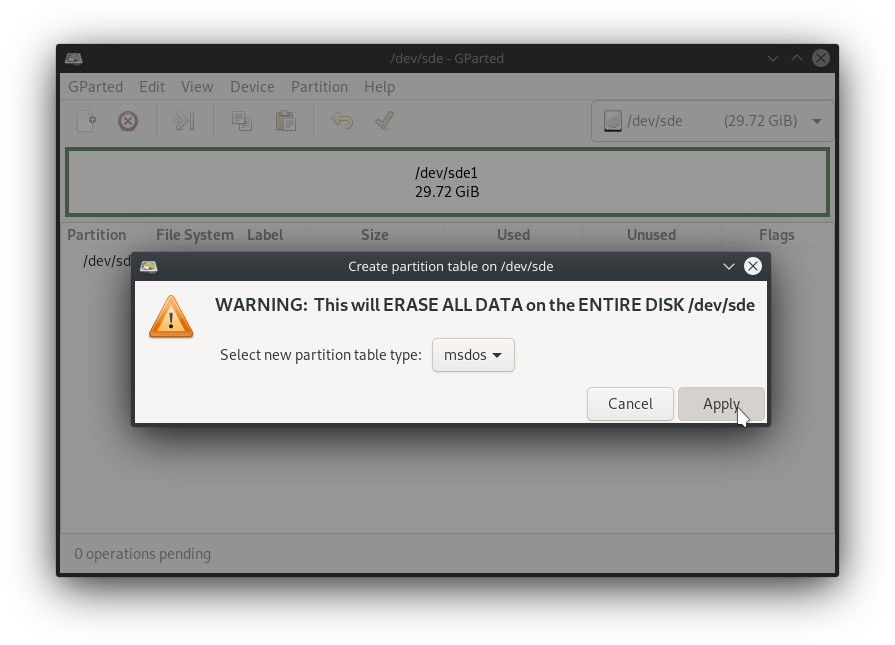 /dev/sde - GParted
GParted Edit View Device Partition Help
/dev/sde (29.72 GiB)
/dev/sde1
29.72 GiB
Partition File System Label Size Used Unused Flags
/dev/sd
Create partition table on /dev/sde
WARNING: This will ERASE ALL DATA on the ENTIRE DISK /dev/sde
Select new partition table type: msdos
Cancel Apply
0 operations pending